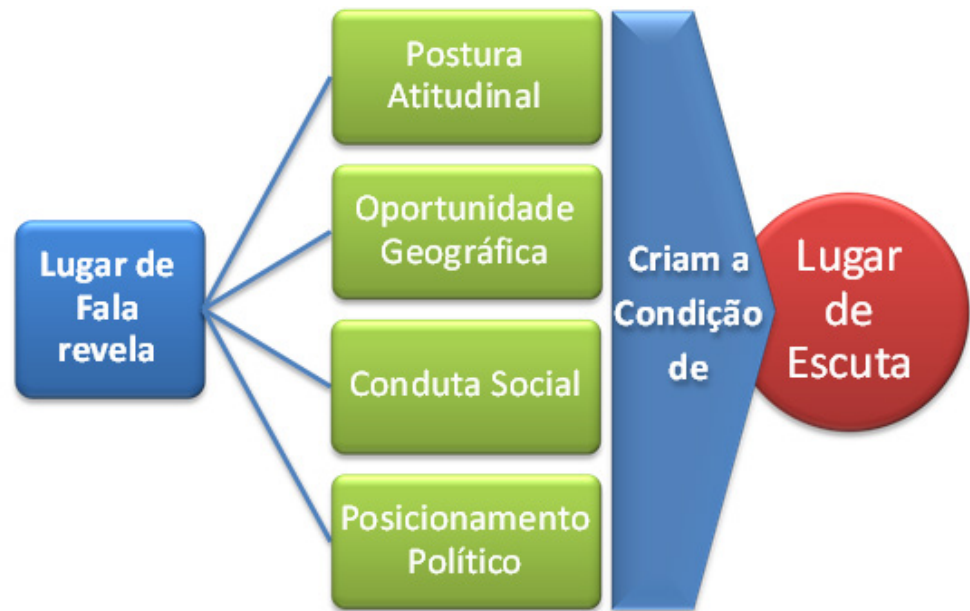 Lugar de
Fala
revela
Postura
Atitudinal
Oportunidade
Geográfica
Conduta Social
Posicionamento
Político
Criam a
Condição
de
Lugar
de
Escuta